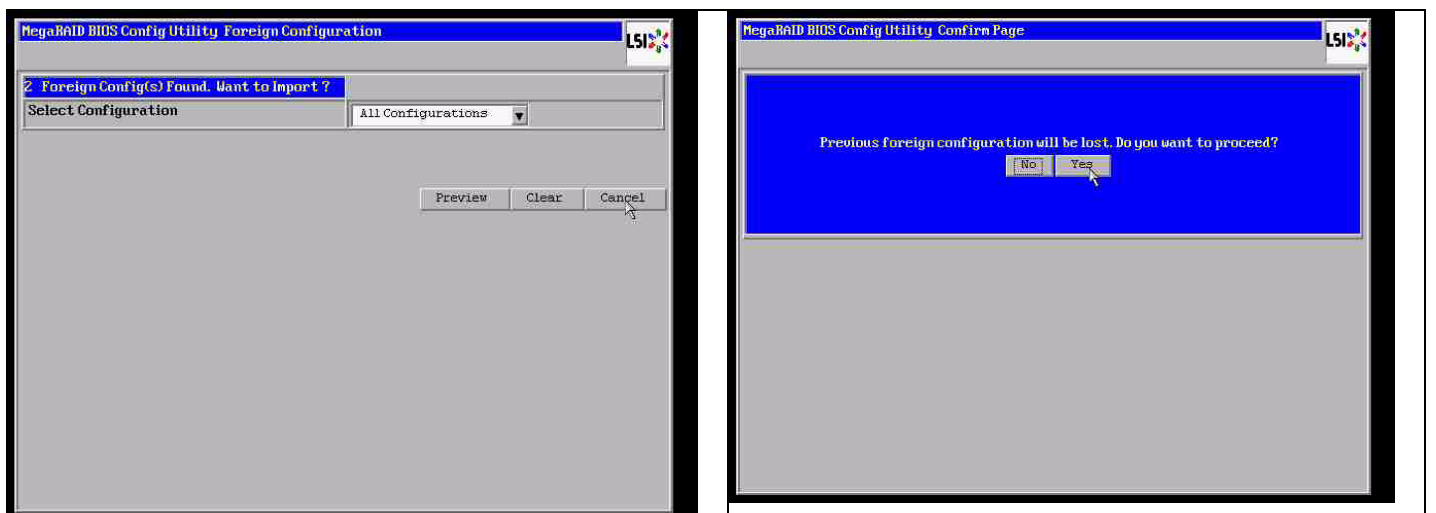 MegaRAID BIOS Config Utility Foreign Configuration
LSI
2 Foreign Config(s) Found. Want to Import ?
Select Configuration
All Configurations
Preview
Clear
Cancel
MegaRAID BIOS Config Utility Confirm Page
LSI
Previous foreign configuration will be lost. Do you want to proceed?
No
Yes